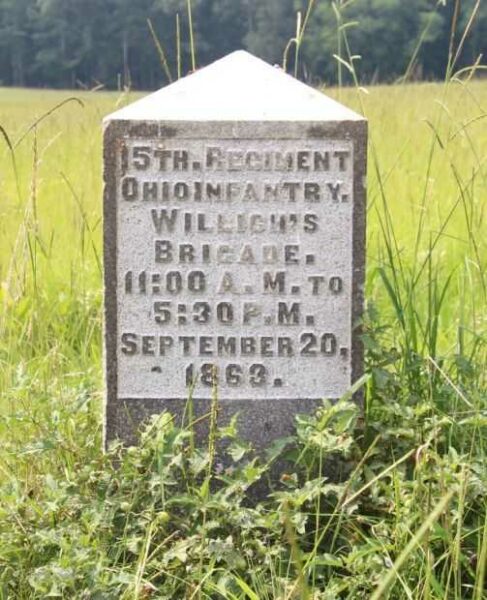 15TH. REGIMENT
OHIO INFANTRY.
WILLICH'S
BRIGADE.
11:00 A.M. TO
5:30 P.M.
SEPTEMBER 20,
1863.